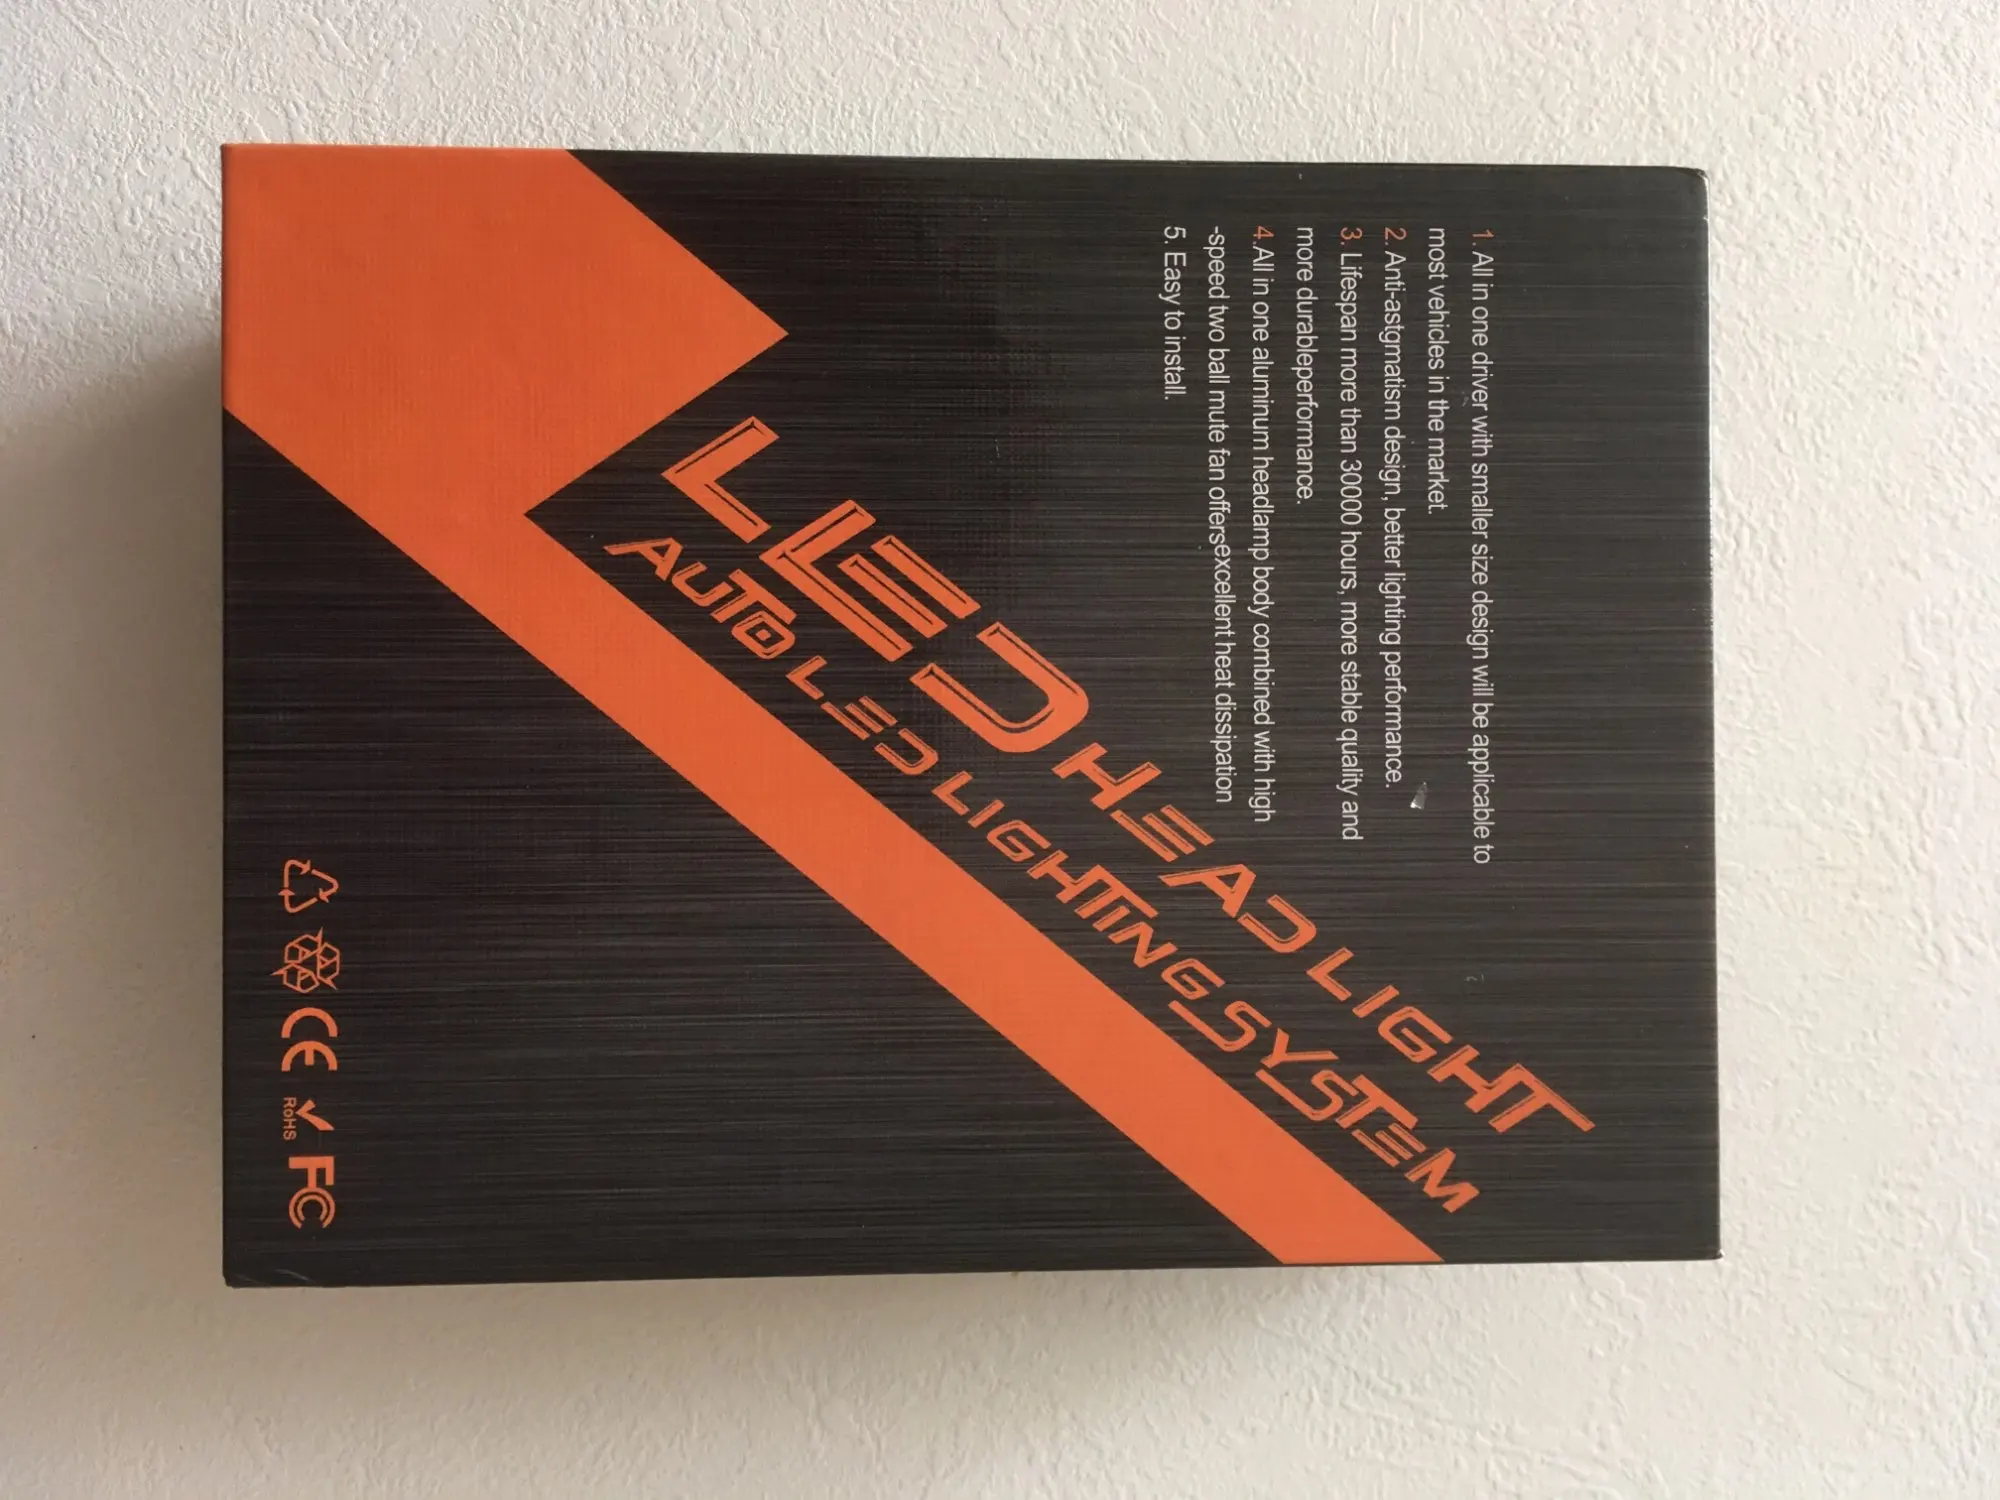 1. All in one driver with smaller size design will be applicable to
most vehicles in the market.
2. Anti-astgmatism design, better lighting performance.
3. Lifespan more than 30000 hours, more stable quality and
more durableperformance.
4.All in one aluminum headlamp body combined with high
-speed two ball mute fan offersexcellent heat dissipation
5. Easy to install.
LED HEAD LIGHT
AUTO LED LIGHTING SYSTEM
CE RoHS FC